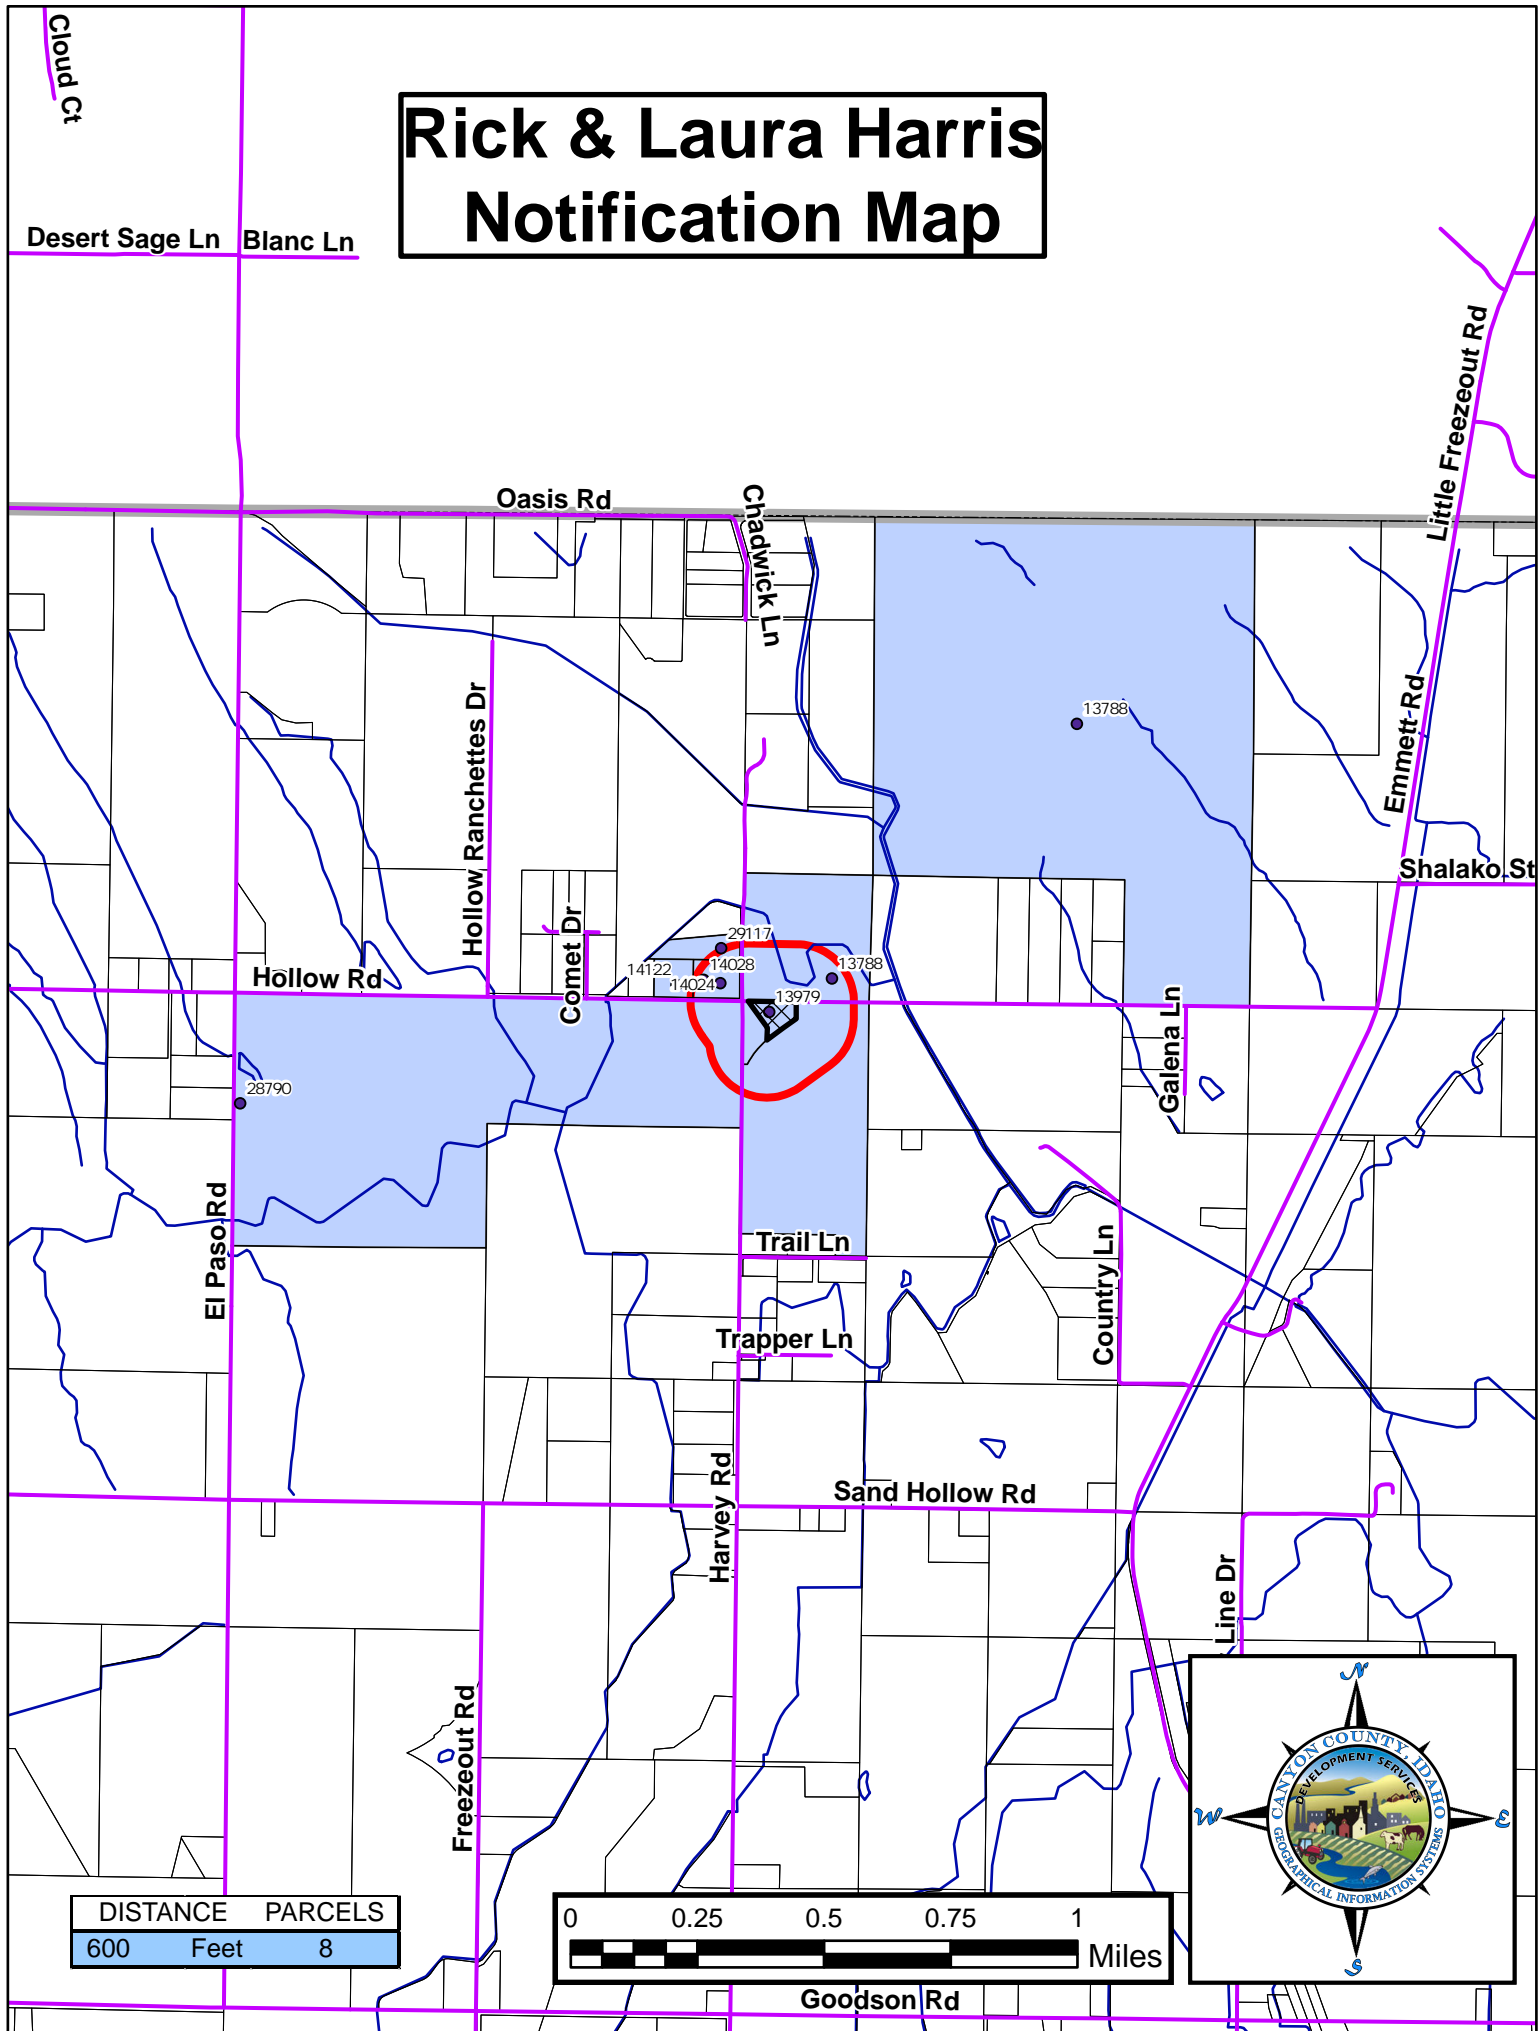 Cloud Ct
Rick & Laura Harris
Notification Map
Desert Sage Ln
Blanc Ln
Little Freezeout Rd
Oasis Rd
Chadwick Ln
Hollow Ranchettes Dr
13788
Emmett Rd
Shalako St
Comet Dr
29117
Hollow Rd
14122
14028
13788
14024
13979
Galena Ln
28790
El Paso Rd
Trail Ln
Country Ln
Trapper Ln
Harvey Rd
Sand Hollow Rd
Line Dr
Freezeout Rd
N
W
E
S
CANYON COUNTY, IDAHO
DEVELOPMENT SERVICES
GEOGRAPHICAL INFORMATION SYSTEMS
DISTANCE PARCELS
600 Feet 8
0 0.25 0.5 0.75 1
Miles
Goodson Rd